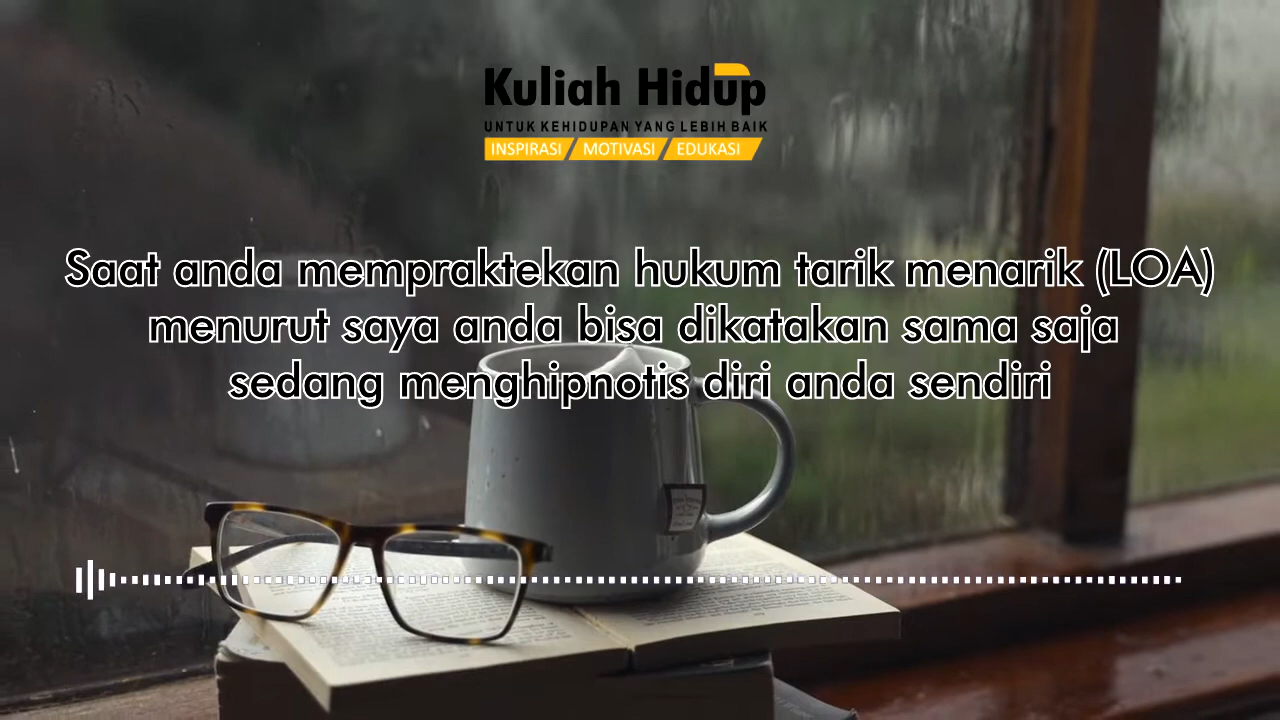 Kuliah Hidup
UNTUK KEHIDUPAN YANG LEBIH BAIK
INSPIRASI MOTIVASI EDUKASI
Saat anda mempraktekan hukum tarik menarik (LOA)
menurut saya anda bisa dikatakan sama saja
sedang menghipnotis diri anda sendiri